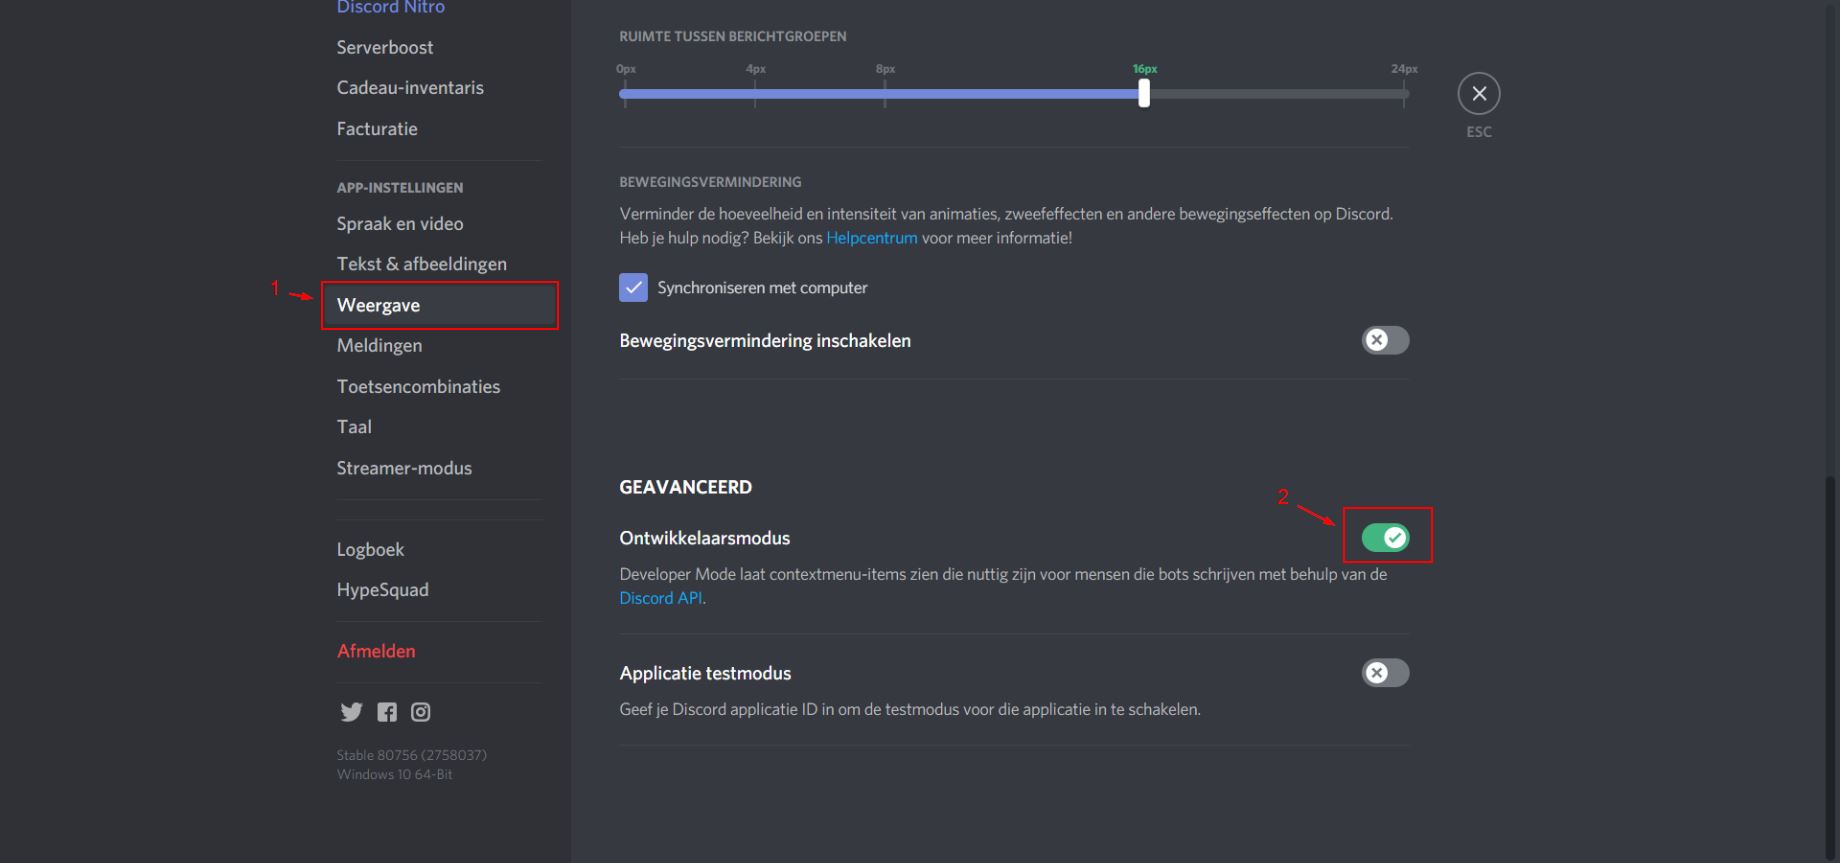 Discord Nitro
Serverboost
Cadeau-inventaris
Facturatie
APP-INSTELLINGEN
Spraak en video
Tekst & afbeeldingen
1
Weergave
Meldingen
Toetsencombinaties
Taal
Streamer-modus
Logboek
HypeSquad
Afmelden
Stable 80756 (2758037)
Windows 10 64-Bit
RUIMTE TUSSEN BERICHTGROEPEN
0px 4px 8px 16px 24px
ESC
BEWEGINGSVERMINDERING
Verminder de hoeveelheid en intensiteit van animaties, zweefeffecten en andere bewegingseffecten op Discord.
Heb je hulp nodig? Bekijk ons Helpcentrum voor meer informatie!
Synchroniseren met computer
Bewegingsvermindering inschakelen
GEAVANCEERD
2
Ontwikkelaarsmodus
Developer Mode laat contextmenu-items zien die nuttig zijn voor mensen die bots schrijven met behulp van de
Discord API.
Applicatie testmodus
Geef je Discord applicatie ID in om de testmodus voor die applicatie in te schakelen.